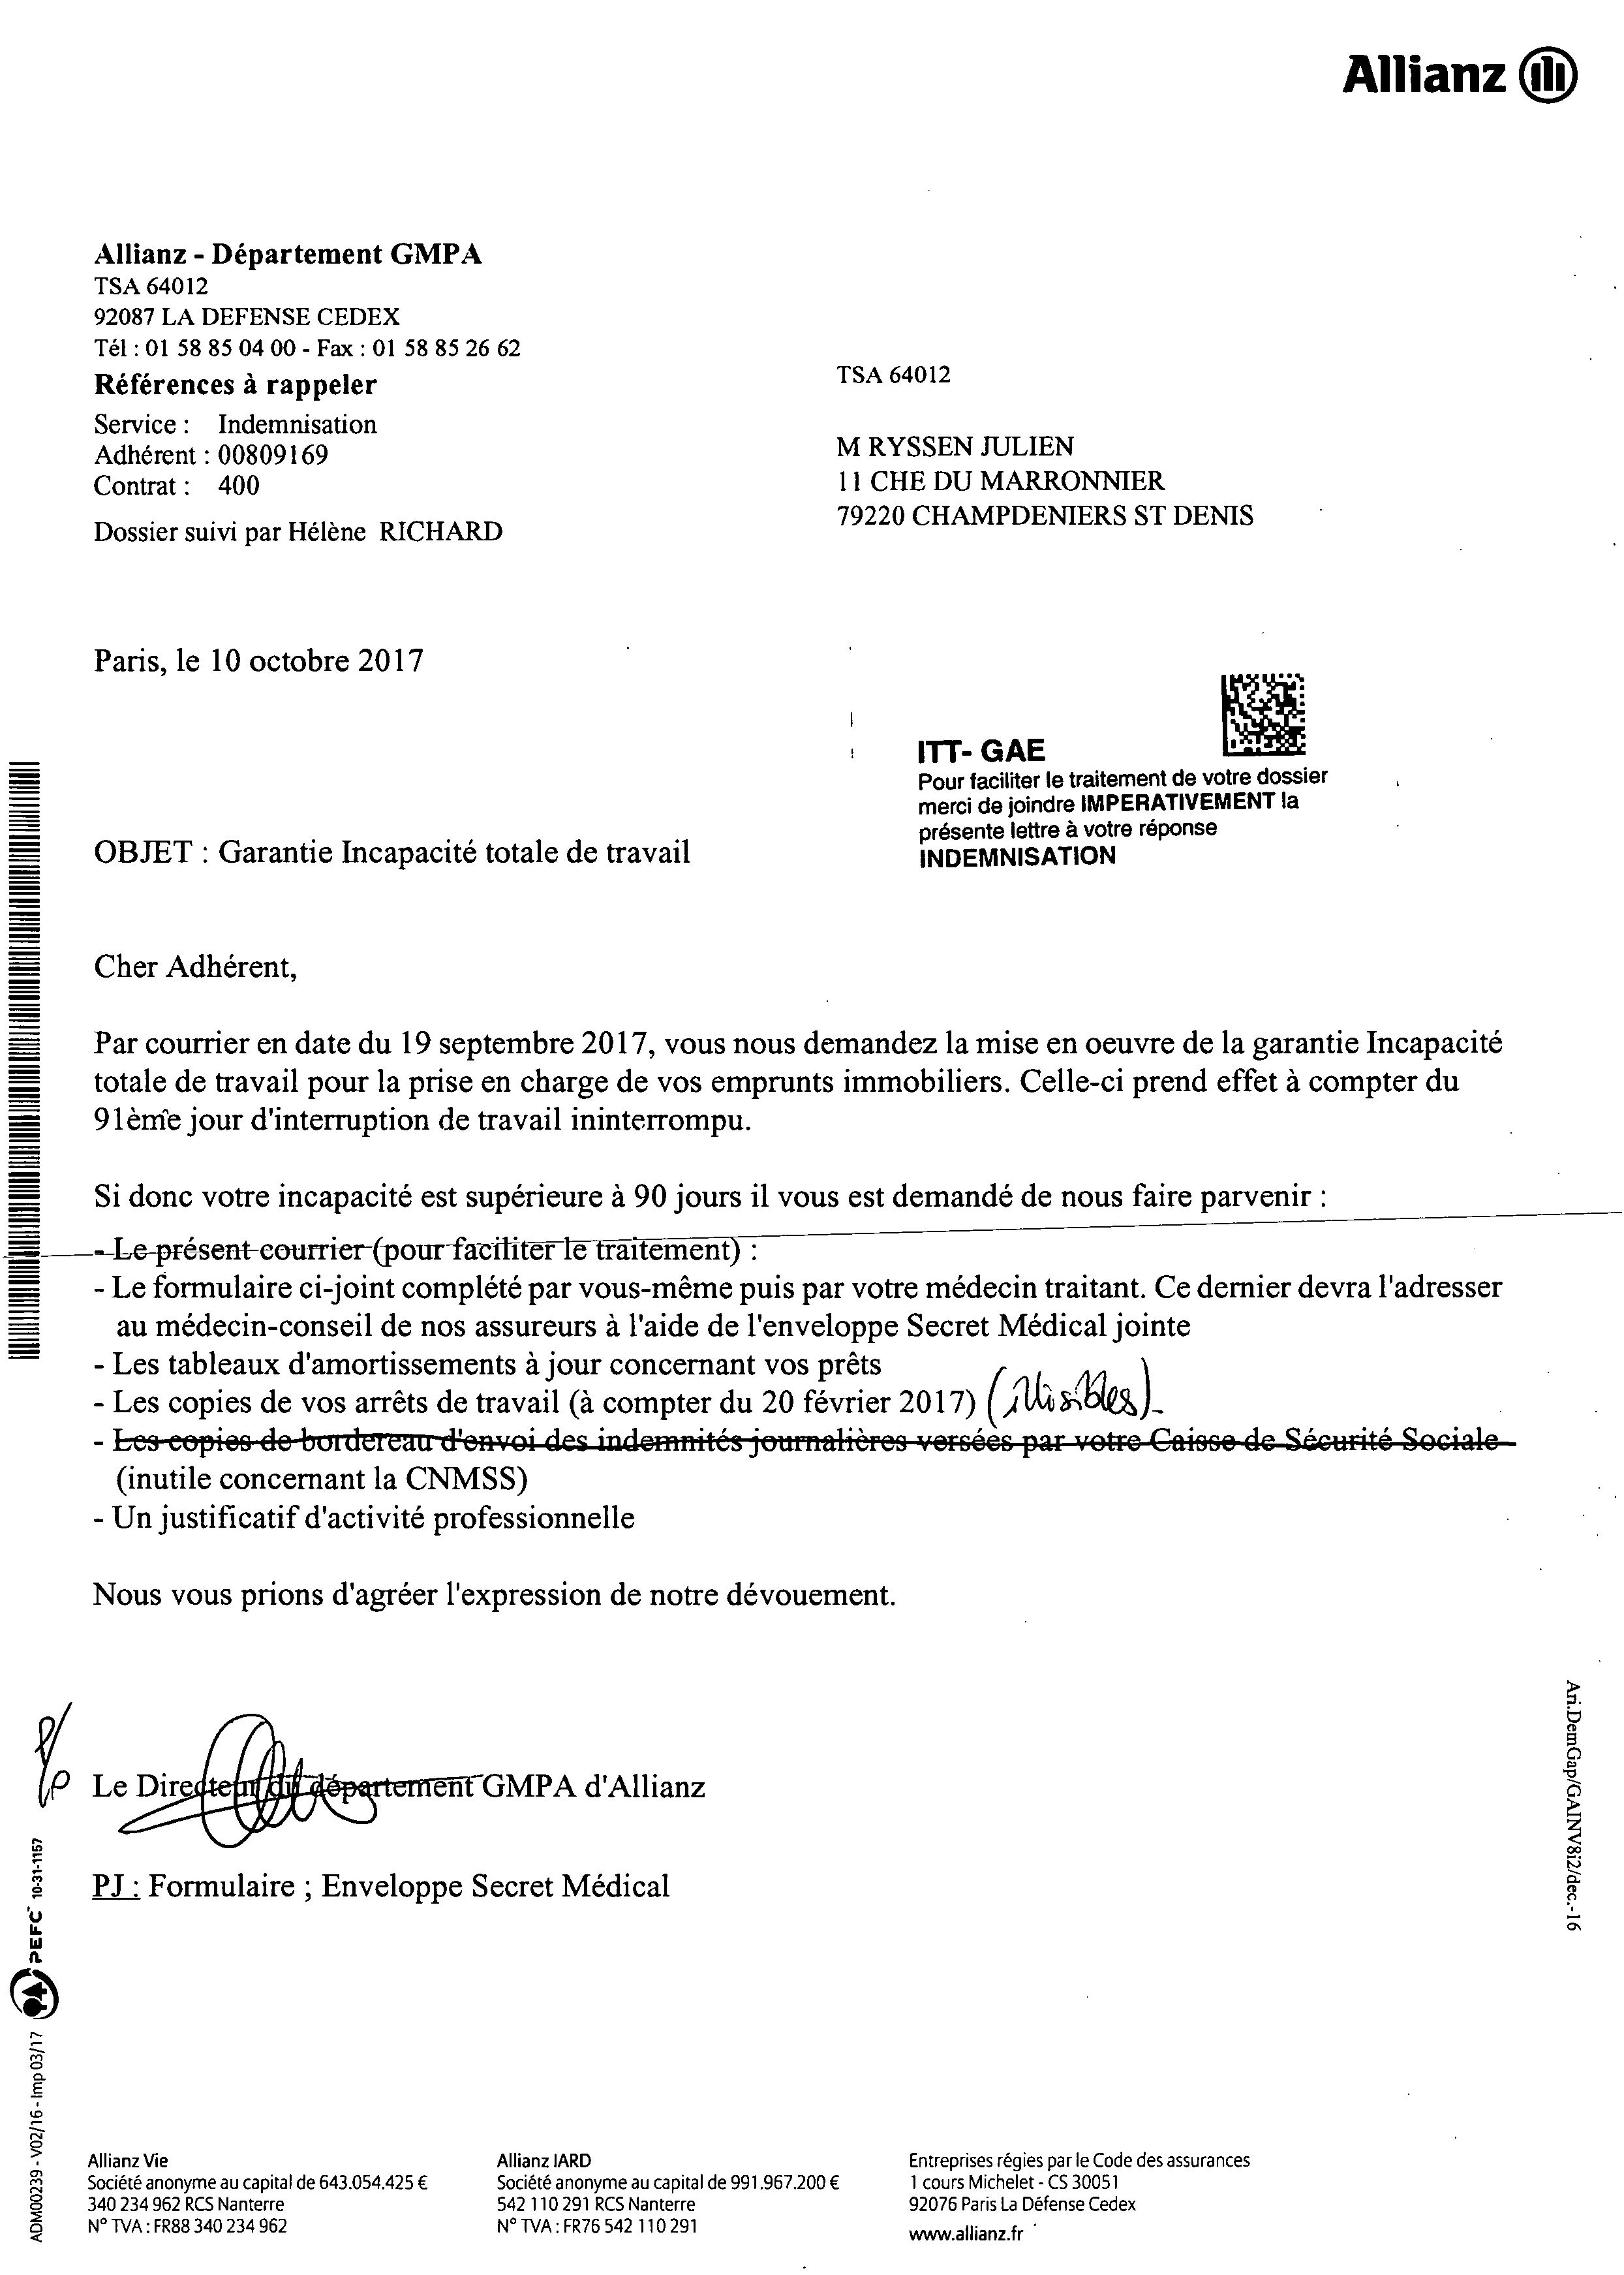 Allianz
Allianz - Département GMPA
TSA 64012
92087 LA DEFENSE CEDEX
Tél : 01 58 85 04 00 - Fax : 01 58 85 26 62
Références à rappeler
Service : Indemnisation
Adhérent : 00809169
Contrat : 400
Dossier suivi par Hélène RICHARD
TSA 64012
M RYSSEN JULIEN
11 CHE DU MARRONNIER
79220 CHAMPDENIERS ST DENIS
Paris, le 10 octobre 2017
ITT- GAE
Pour faciliter le traitement de votre dossier
merci de joindre IMPERATIVEMENT la
présente lettre à votre réponse
INDEMNISATION
OBJET : Garantie Incapacité totale de travail
Cher Adhérent,
Par courrier en date du 19 septembre 2017, vous nous demandez la mise en oeuvre de la garantie Incapacité
totale de travail pour la prise en charge de vos emprunts immobiliers. Celle-ci prend effet à compter du
91ème jour d'interruption de travail ininterrompu.
Si donc votre incapacité est supérieure à 90 jours il vous est demandé de nous faire parvenir :
- Le présent courrier (pour faciliter le traitement) :
- Le formulaire ci-joint complété par vous-même puis par votre médecin traitant. Ce dernier devra l'adresser
au médecin-conseil de nos assureurs à l'aide de l'enveloppe Secret Médical jointe
- Les tableaux d'amortissements à jour concernant vos prêts
- Les copies de vos arrêts de travail (à compter du 20 février 2017) (illisibles)
- Les copies de bordereau d'envoi des indemnités journalières versées par votre Caisse de Sécurité Sociale
(inutile concernant la CNMSS)
- Un justificatif d'activité professionnelle
Nous vous prions d'agréer l'expression de notre dévouement.
P/o
Le Directeur du département GMPA d'Allianz
PJ : Formulaire ; Enveloppe Secret Médical
Ari.DemGap/GAINV8i2/dec.-16
ADM00239 - V02/16 - Imp 03/17
PEFC 10-31-1157
Allianz Vie
Société anonyme au capital de 643.054.425 €
340 234 962 RCS Nanterre
N° TVA : FR88 340 234 962
Allianz IARD
Société anonyme au capital de 991.967.200 €
542 110 291 RCS Nanterre
N° TVA : FR76 542 110 291
Entreprises régies par le Code des assurances
1 cours Michelet - CS 30051
92076 Paris La Défense Cedex
www.allianz.fr